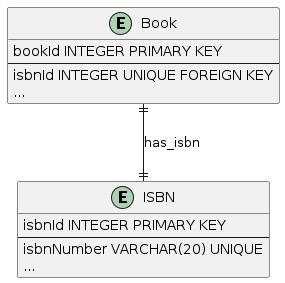 E Book
bookId INTEGER PRIMARY KEY
isbnId INTEGER UNIQUE FOREIGN KEY
...
has_isbn
E ISBN
isbnId INTEGER PRIMARY KEY
isbnNumber VARCHAR(20) UNIQUE
...